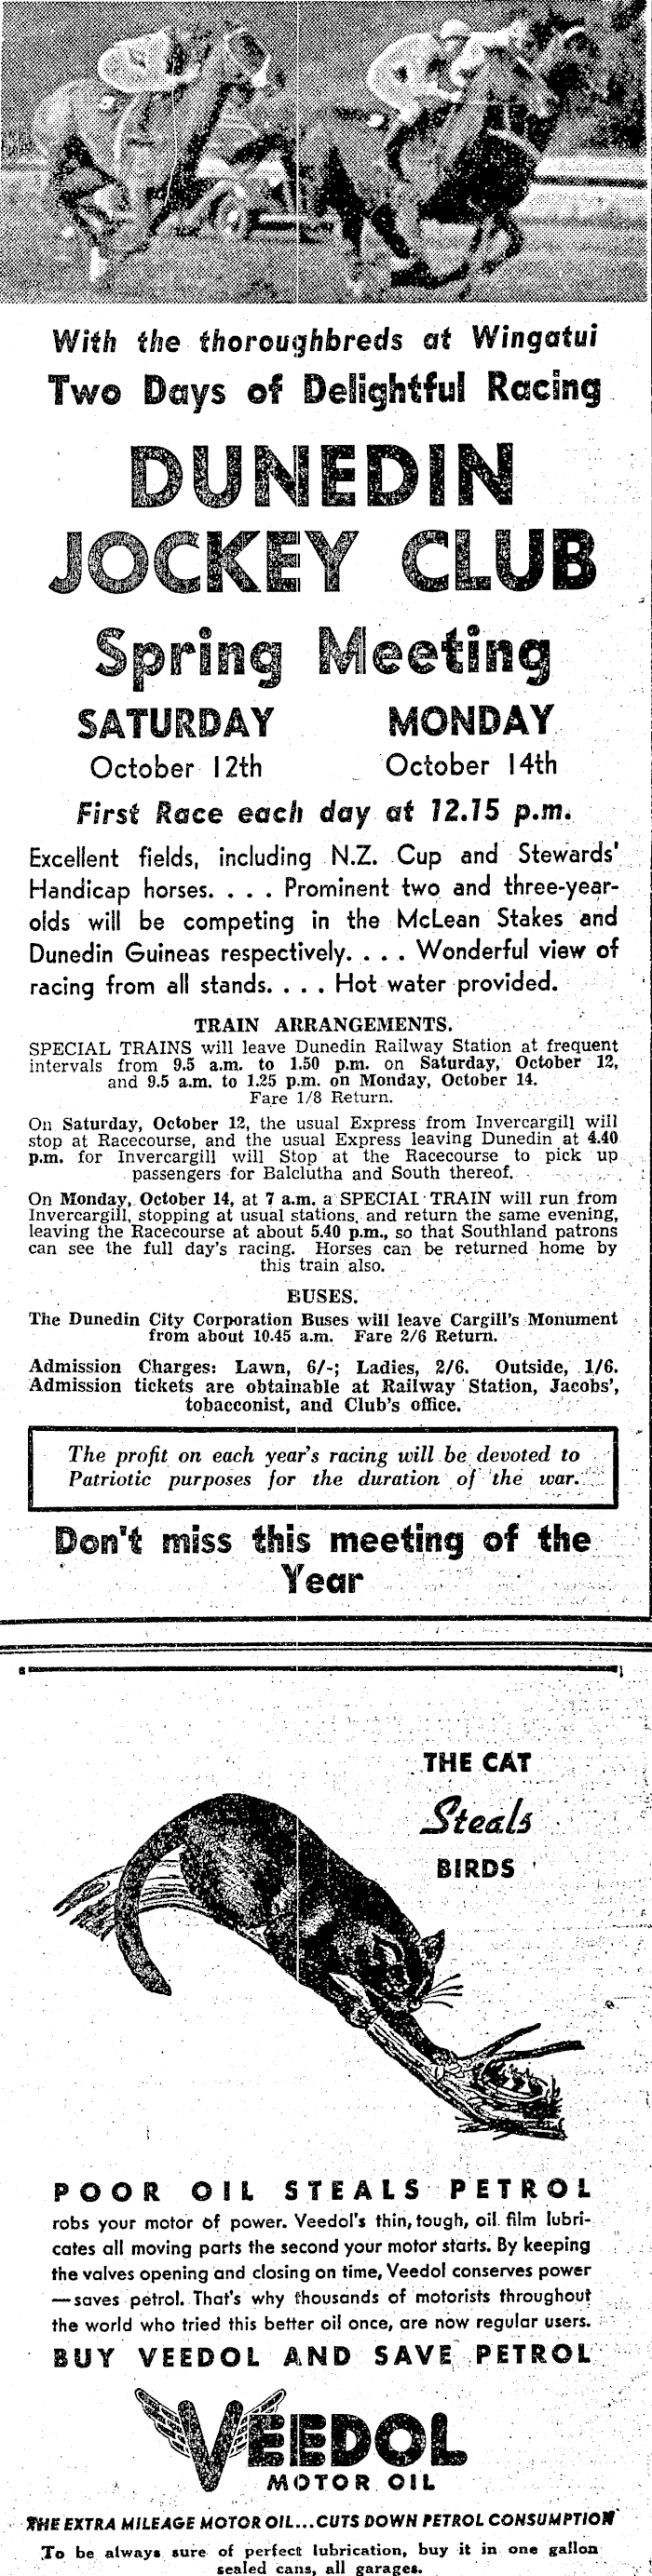 With the thoroughbreds at Wingatui
Two Days of Delightful Racing
DUNEDIN
JOCKEY CLUB
Spring Meeting
SATURDAY MONDAY
October 12th October 14th
First Race each day at 12.15 p.m.
Excellent fields, including N.Z. Cup and Stewards'
Handicap horses. . . . Prominent two and three-year-
olds will be competing in the McLean Stakes and
Dunedin Guineas respectively. . . . Wonderful view of
racing from all stands. . . . Hot water provided.
TRAIN ARRANGEMENTS.
SPECIAL TRAINS will leave Dunedin Railway Station at frequent
intervals from 9.5 a.m. to 1.50 p.m. on Saturday, October 12,
and 9.5 a.m. to 1.25 p.m. on Monday, October 14.
Fare 1/8 Return.
On Saturday, October 12, the usual Express from Invercargill will
stop at Racecourse, and the usual Express leaving Dunedin at 4.40
p.m. for Invercargill will Stop at the Racecourse to pick up
passengers for Balclutha and South thereof.
On Monday, October 14, at 7 a.m. a SPECIAL TRAIN will run from
Invercargill, stopping at usual stations, and return the same evening,
leaving the Racecourse at about 5.40 p.m., so that Southland patrons
can see the full day's racing. Horses can be returned home by
this train also.
BUSES.
The Dunedin City Corporation Buses will leave Cargill's Monument
from about 10.45 a.m. Fare 2/6 Return.
Admission Charges: Lawn, 6/-; Ladies, 2/6. Outside, 1/6.
Admission tickets are obtainable at Railway Station, Jacobs',
tobacconist, and Club's office.
The profit on each year's racing will be devoted to
Patriotic purposes for the duration of the war.
Don't miss this meeting of the
Year
THE CAT
Steals
BIRDS
POOR OIL STEALS PETROL
robs your motor of power. Veedol's thin, tough, oil film lubri-
cates all moving parts the second your motor starts. By keeping
the valves opening and closing on time, Veedol conserves power
—saves petrol. That's why thousands of motorists throughout
the world who tried this better oil once, are now regular users.
BUY VEEDOL AND SAVE PETROL
VEEDOL
MOTOR OIL
THE EXTRA MILEAGE MOTOR OIL...CUTS DOWN PETROL CONSUMPTION
To be always sure of perfect lubrication, buy it in one gallon
sealed cans, all garages.